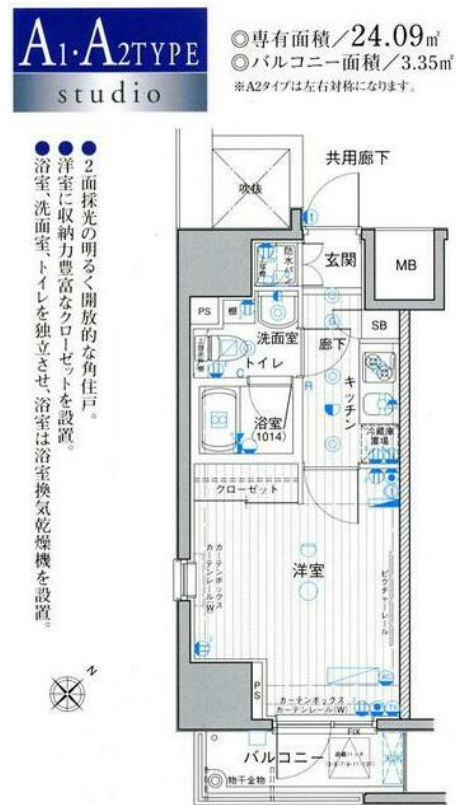 A1・A2TYPE
studio
◎専有面積／24.09㎡
◎バルコニー面積／3.35㎡
※A2タイプは左右対称になります。
●2面採光の明るく開放的な角住戸。
●洋室に収納力豊富なクローゼットを設置。
●浴室、洗面室、トイレを独立させ、浴室は浴室換気乾燥機を設置。
共用廊下
吹抜
玄関
MB
防水パン
PS
棚
洗面室
SB
トイレ
廊下
キッチン
R
浴室
(1014)
冷蔵庫
置場
クローゼット
洋室
カーテンボックス
カーテンレール(W)
ピクチャーレール
PS
カーテンボックス
カーテンレール(W)
FIX
バルコニー
物干金物
N